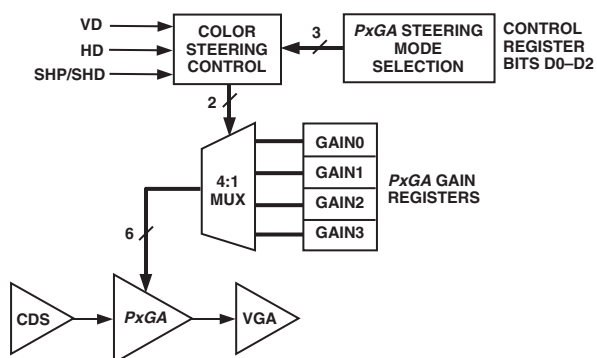 VD
HD
SHP/SHD
COLOR
STEERING
CONTROL
3
PxGA STEERING
MODE
SELECTION
CONTROL
REGISTER
BITS D0–D2
2
4:1
MUX
GAIN0
GAIN1
GAIN2
GAIN3
PxGA GAIN
REGISTERS
6
CDS
PxGA
VGA